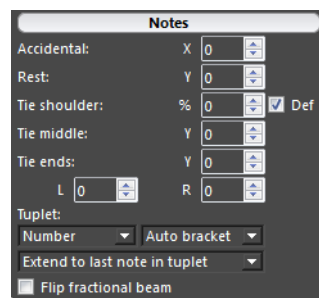 Notes
Accidental: X 0
Rest: Y 0
Tie shoulder: % 0 Def
Tie middle: Y 0
Tie ends: Y 0
L 0 R 0
Tuplet:
Number Auto bracket
Extend to last note in tuplet
Flip fractional beam